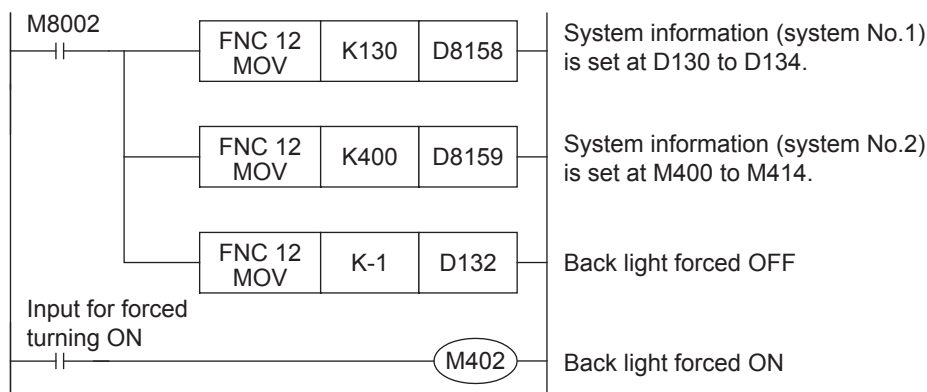 M8002
FNC 12
MOV
K130
D8158
System information (system No.1)
is set at D130 to D134.
FNC 12
MOV
K400
D8159
System information (system No.2)
is set at M400 to M414.
FNC 12
MOV
K-1
D132
Back light forced OFF
Input for forced
turning ON
M402
Back light forced ON